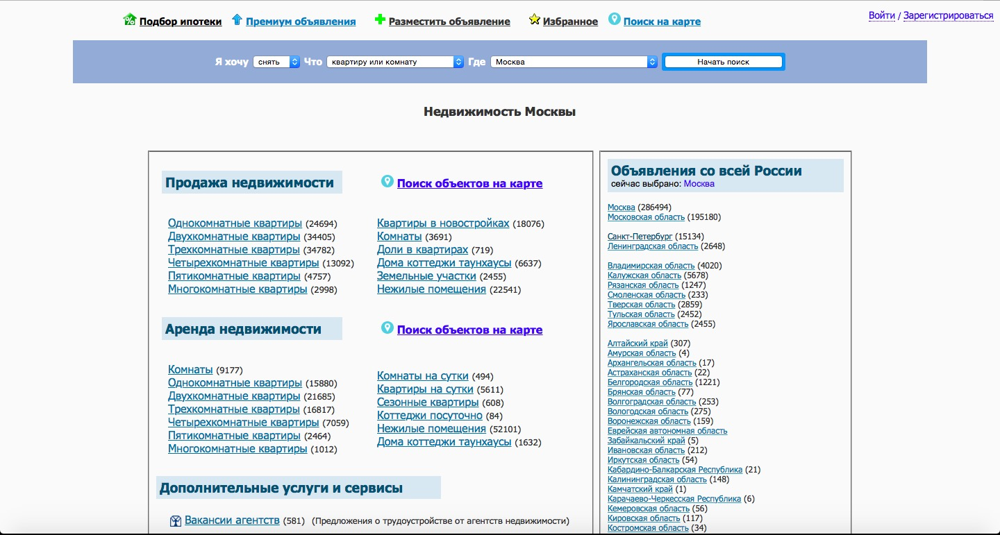 Подбор ипотеки Премиум объявления Разместить объявление Избранное Поиск на карте Войти / Зарегистрироваться
Я хочу снять Что квартиру или комнату Где Москва Начать поиск
Недвижимость Москвы
Продажа недвижимости Поиск объектов на карте
Однокомнатные квартиры (24694)
Двухкомнатные квартиры (34405)
Трехкомнатные квартиры (34782)
Четырехкомнатные квартиры (13092)
Пятикомнатные квартиры (4757)
Многокомнатные квартиры (2998)
Квартиры в новостройках (18076)
Комнаты (3691)
Доли в квартирах (719)
Дома коттеджи таунхаусы (6637)
Земельные участки (2455)
Нежилые помещения (22541)
Аренда недвижимости Поиск объектов на карте
Комнаты (9177)
Однокомнатные квартиры (15880)
Двухкомнатные квартиры (21685)
Трехкомнатные квартиры (16817)
Четырехкомнатные квартиры (7059)
Пятикомнатные квартиры (2464)
Многокомнатные квартиры (1012)
Комнаты на сутки (494)
Квартиры на сутки (5611)
Сезонные квартиры (608)
Коттеджи посуточно (84)
Нежилые помещения (52101)
Дома коттеджи таунхаусы (1632)
Дополнительные услуги и сервисы
Вакансии агентств (581) (Предложения о трудоустройстве от агентств недвижимости)
Объявления со всей России
сейчас выбрано: Москва
Москва (286494)
Московская область (195180)
Санкт-Петербург (15134)
Ленинградская область (2648)
Владимирская область (4020)
Калужская область (5678)
Рязанская область (1247)
Смоленская область (233)
Тверская область (2859)
Тульская область (2452)
Ярославская область (2455)
Алтайский край (307)
Амурская область (4)
Архангельская область (17)
Астраханская область (22)
Белгородская область (1221)
Брянская область (77)
Волгоградская область (253)
Вологодская область (275)
Воронежская область (159)
Еврейская автономная область
Забайкальский край (5)
Ивановская область (212)
Иркутская область (54)
Кабардино-Балкарская Республика (21)
Калининградская область (148)
Камчатский край (1)
Карачаево-Черкесская Республика (6)
Кемеровская область (56)
Кировская область (117)
Костромская область (34)